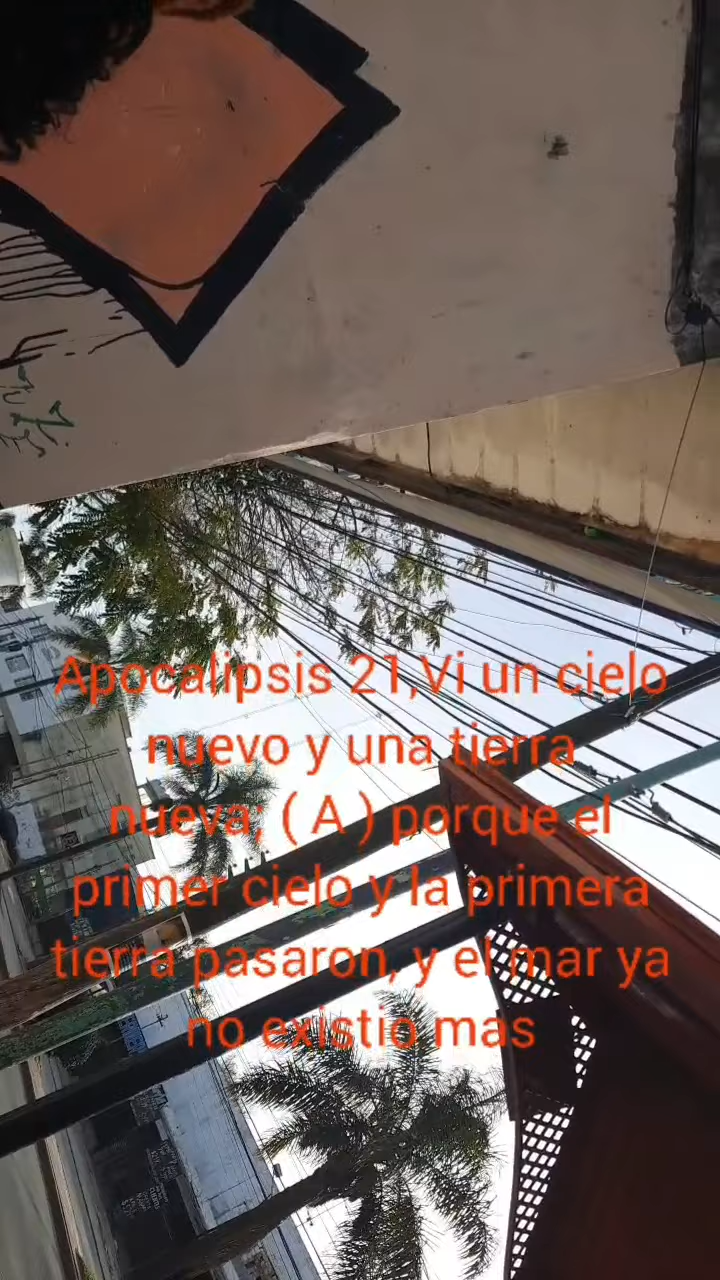 Apocalipsis 21,Vi un cielo
nuevo y una tierra
nueva; ( A ) porque el
primer cielo y la primera
tierra pasaron, y el mar ya
no existio mas